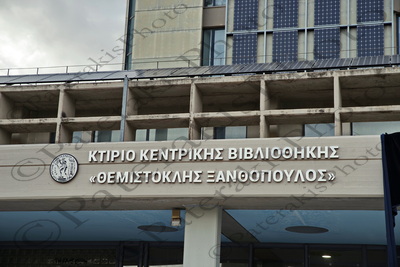 ΚΤΙΡΙΟ ΚΕΝΤΡΙΚΗΣ ΒΙΒΛΙΟΘΗΚΗΣ
«ΘΕΜΙΣΤΟΚΛΗΣ ΞΑΝΘΟΠΟΥΛΟΣ»